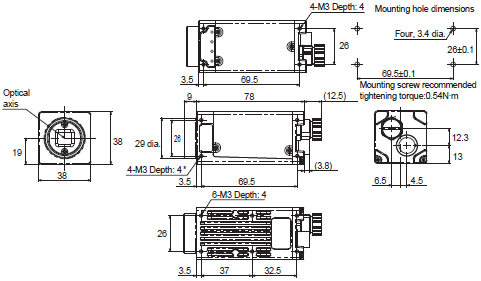 4-M3 Depth: 4
Mounting hole dimensions
Four, 3.4 dia.
26
26±0.1
3.5
69.5
69.5±0.1
Mounting screw recommended
tightening torque:0.54N·m
Optical
axis
9
78
(12.5)
38
19
38
29 dia.
26
12.3
13
(3.8)
4-M3 Depth: 4*
3.5
69.5
6.5
4.5
6-M3 Depth: 4
26
3.5
37
32.5